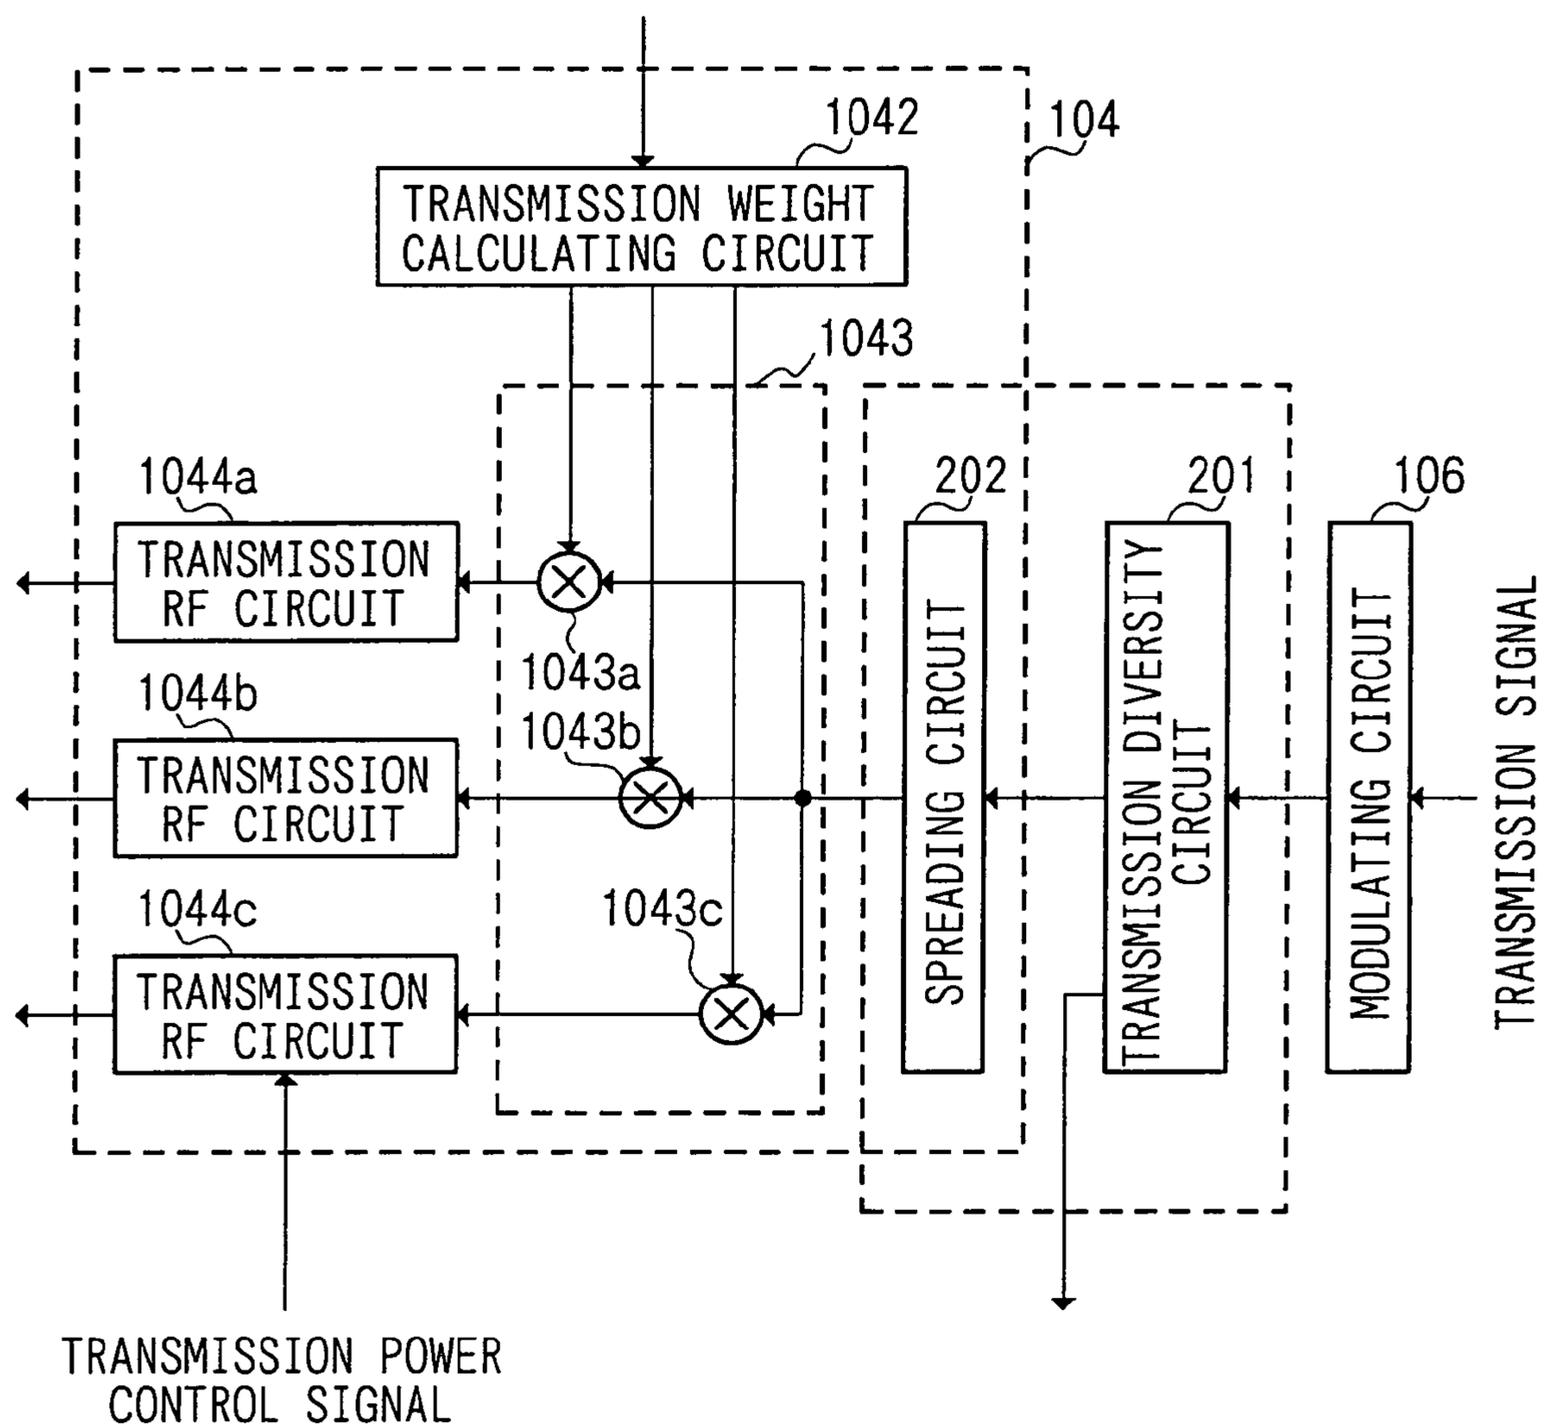 1042
104
TRANSMISSION WEIGHT
CALCULATING CIRCUIT
1043
1044a
202
201
106
TRANSMISSION
RF CIRCUIT
1043a
1044b
1043b
TRANSMISSION
RF CIRCUIT
1044c
1043c
TRANSMISSION
RF CIRCUIT
SPREADING CIRCUIT
TRANSMISSION DIVERSITY
CIRCUIT
MODULATING CIRCUIT
TRANSMISSION SIGNAL
TRANSMISSION POWER
CONTROL SIGNAL